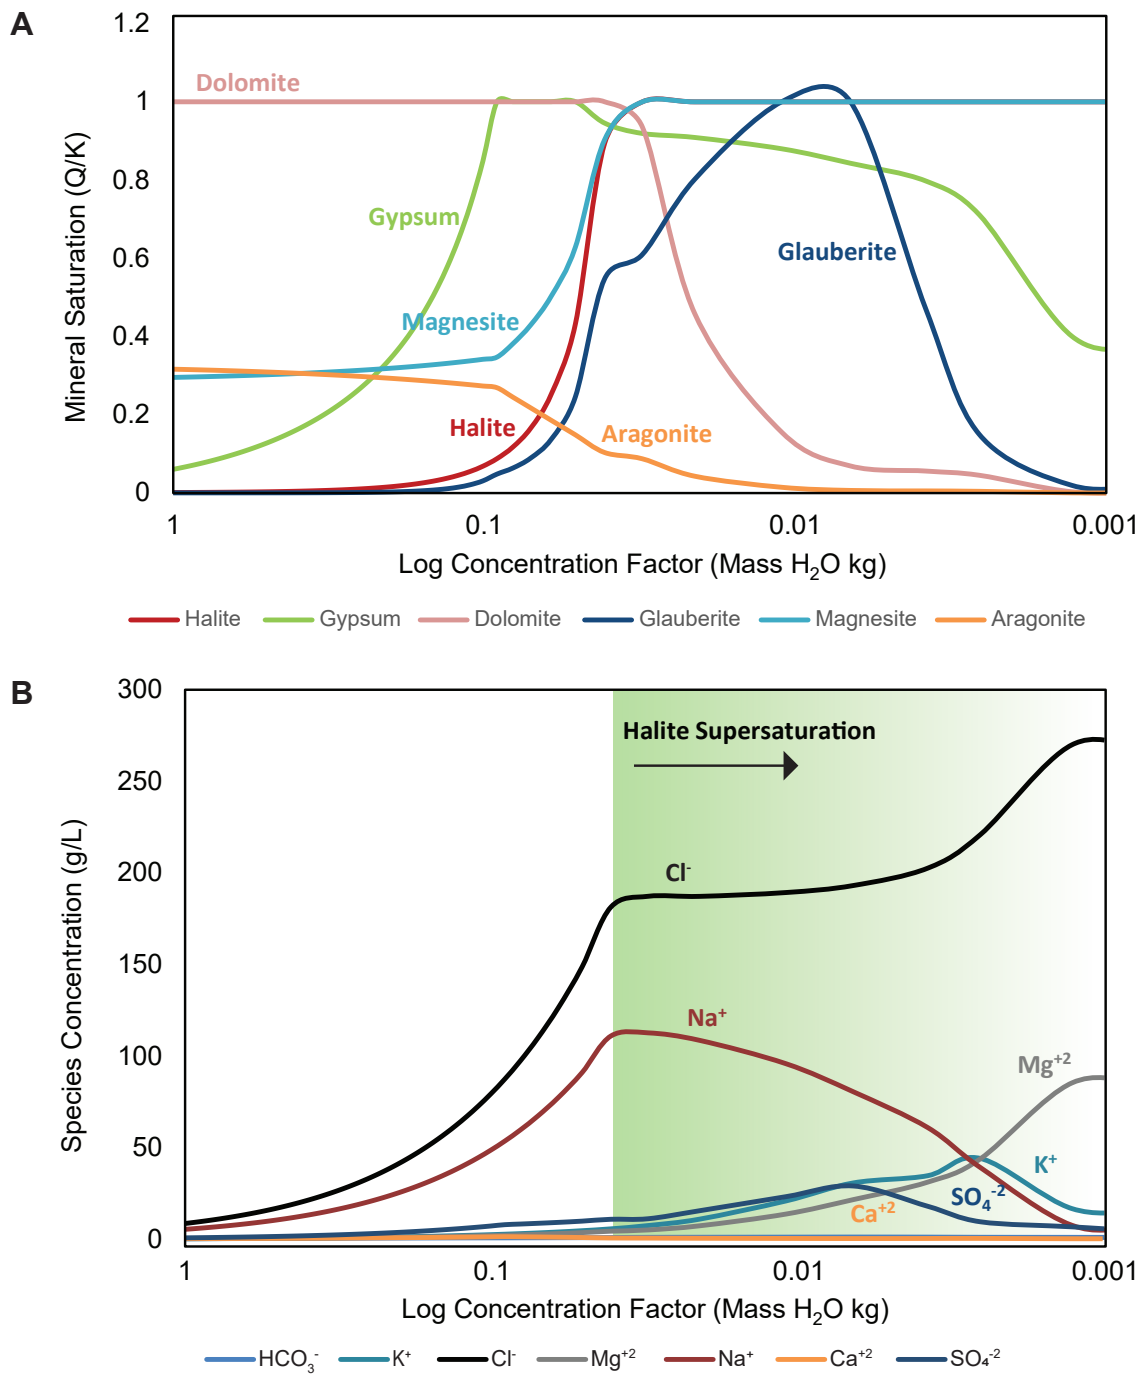 A
1.2
1
0.8
0.6
0.4
0.2
0
Mineral Saturation (Q/K)
Dolomite
Gypsum
Magnesite
Halite
Aragonite
Glauberite
1 0.1 0.01 0.001
Log Concentration Factor (Mass H₂O kg)
Halite Gypsum Dolomite Glauberite Magnesite Aragonite
B
300
250
200
150
100
50
0
Species Concentration (g/L)
Halite Supersaturation
Cl⁻
Na⁺
Mg⁺²
K⁺
SO₄⁻²
Ca⁺²
1 0.1 0.01 0.001
Log Concentration Factor (Mass H₂O kg)
HCO₃⁻ K⁺ Cl⁻ Mg⁺² Na⁺ Ca⁺² SO₄⁻²